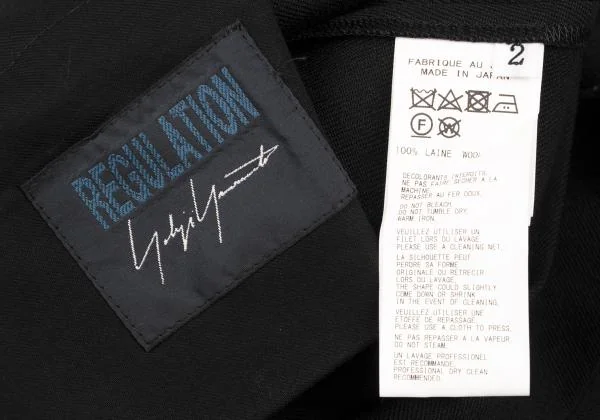 REGULATION
Yohji Yamamoto
2
FABRIQUE AU
MADE IN JAPAN
F W
100% LAINE WOOL
DECOLORANTS INTERDITS.
NE PAS FAIRE SECHER A LA
MACHINE.
REPASSER AU FER DOUX.
DO NOT BLEACH.
DO NOT TUMBLE DRY.
WARM IRON.
VEUILLEZ UTILISER UN
FILET LORS DU LAVAGE.
PLEASE USE A CLEANING NET.
LA SILHOUETTE PEUT
PERDRE SA FORME
ORIGINALE OU RETRECIR
LORS DU LAVAGE.
THE SHAPE COULD SLIGHTLY
COME DOWN OR SHRINK
IN THE EVENT OF CLEANING.
VEUILLEZ UTILISER UNE
ETOFFE DE REPASSAGE
PLEASE USE A CLOTH TO PRESS.
NE PAS REPASSER A LA VAPEUR.
DO NOT STEAM.
UN LAVAGE PROFESSIONEL
EST RECOMMANDE.
PROFESSIONAL DRY CLEAN
RECOMMENDED.